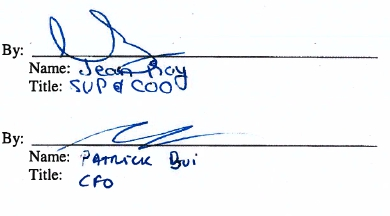 By:
Name: Jean Roy
Title: SVP & COO
By:
Name: PATRICK Bui
Title: CFO